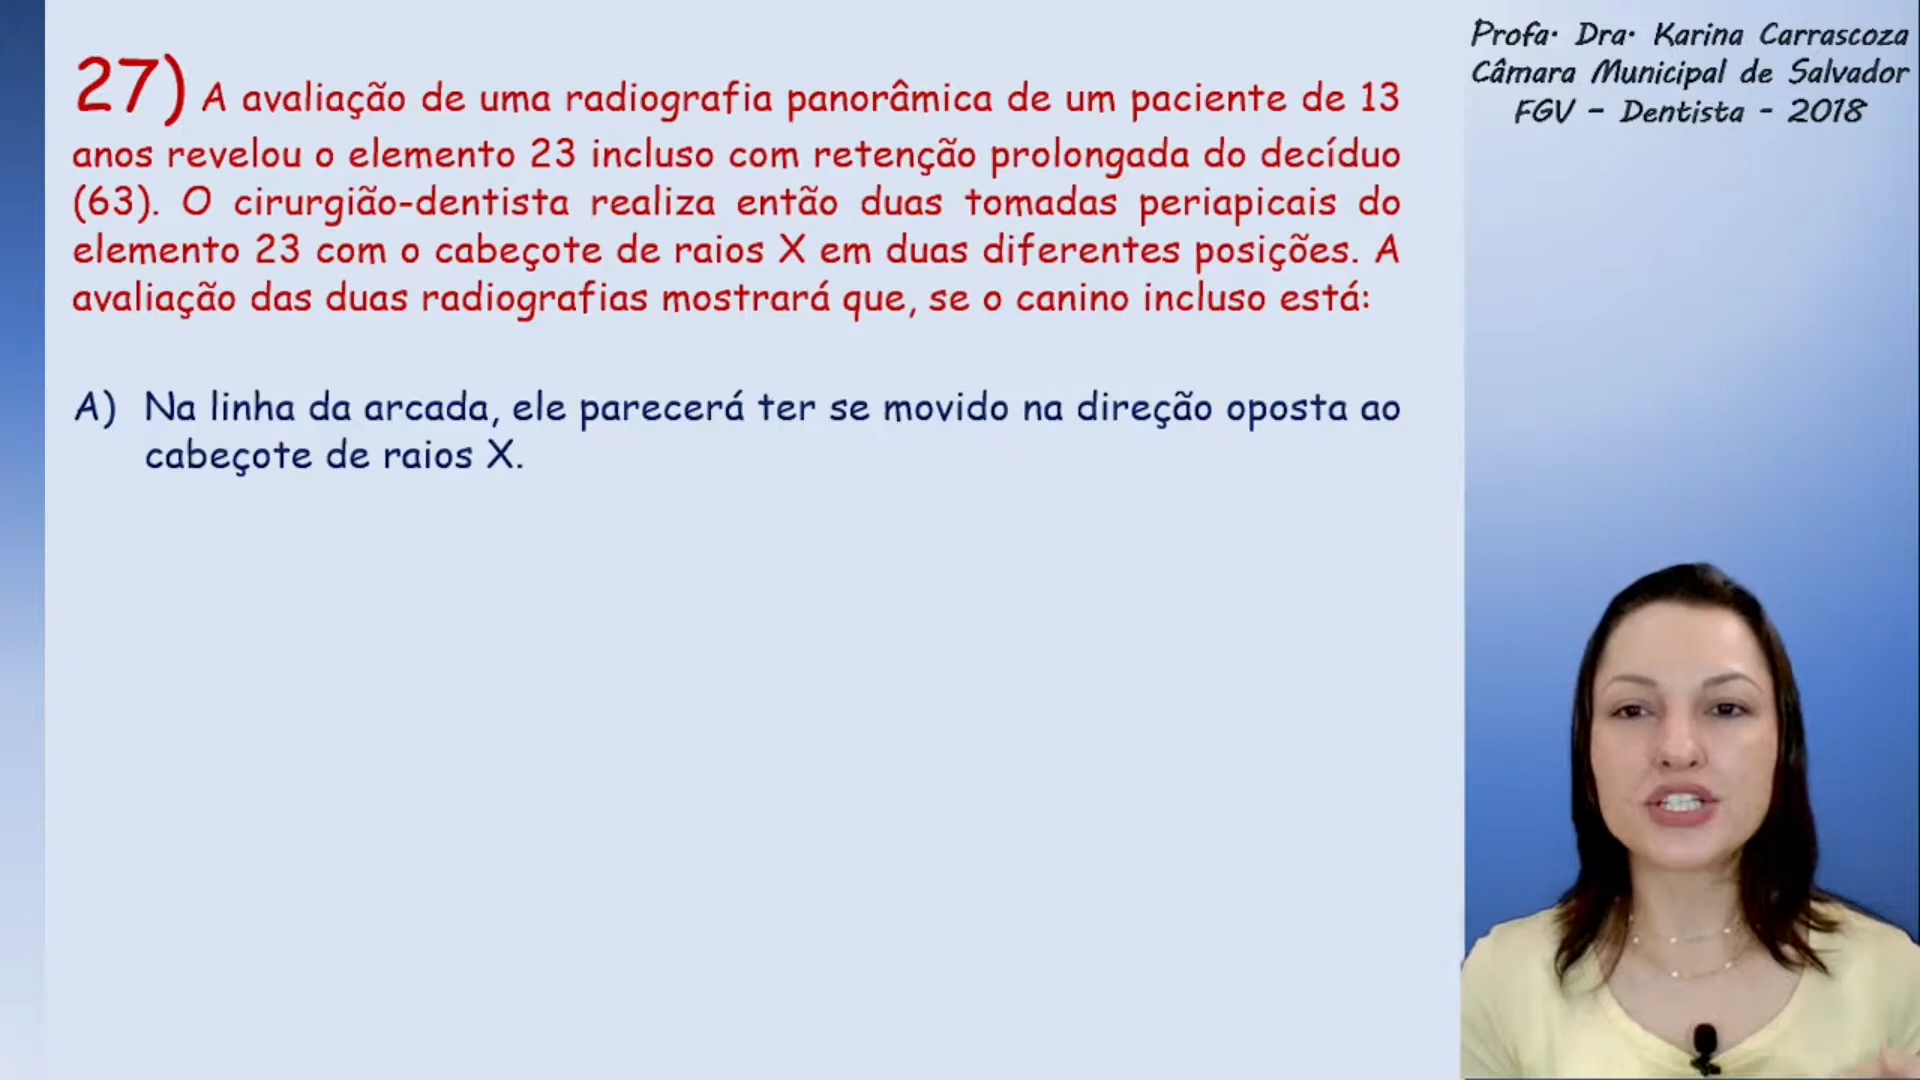 27) A avaliação de uma radiografia panorâmica de um paciente de 13
anos revelou o elemento 23 incluso com retenção prolongada do decíduo
(63). O cirurgião-dentista realiza então duas tomadas periapicais do
elemento 23 com o cabeçote de raios X em duas diferentes posições. A
avaliação das duas radiografias mostrará que, se o canino incluso está:
A) Na linha da arcada, ele parecerá ter se movido na direção oposta ao
cabeçote de raios X.
Profa. Dra. Karina Carrascoza
Câmara Municipal de Salvador
FGV – Dentista - 2018